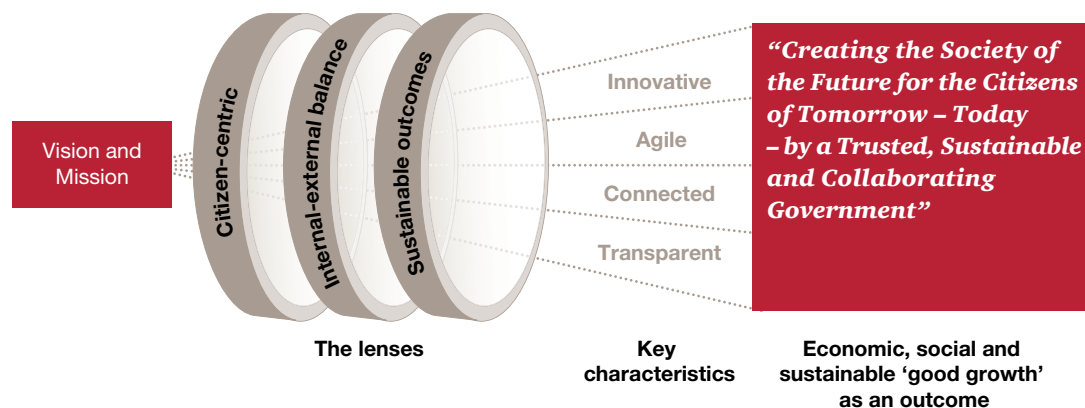 Vision and
Mission
Citizen-centric
Internal-external balance
Sustainable outcomes
Innovative
Agile
Connected
Transparent
“Creating the Society of
the Future for the Citizens
of Tomorrow – Today
– by a Trusted, Sustainable
and Collaborating
Government”
The lenses
Key
characteristics
Economic, social and
sustainable ‘good growth’
as an outcome